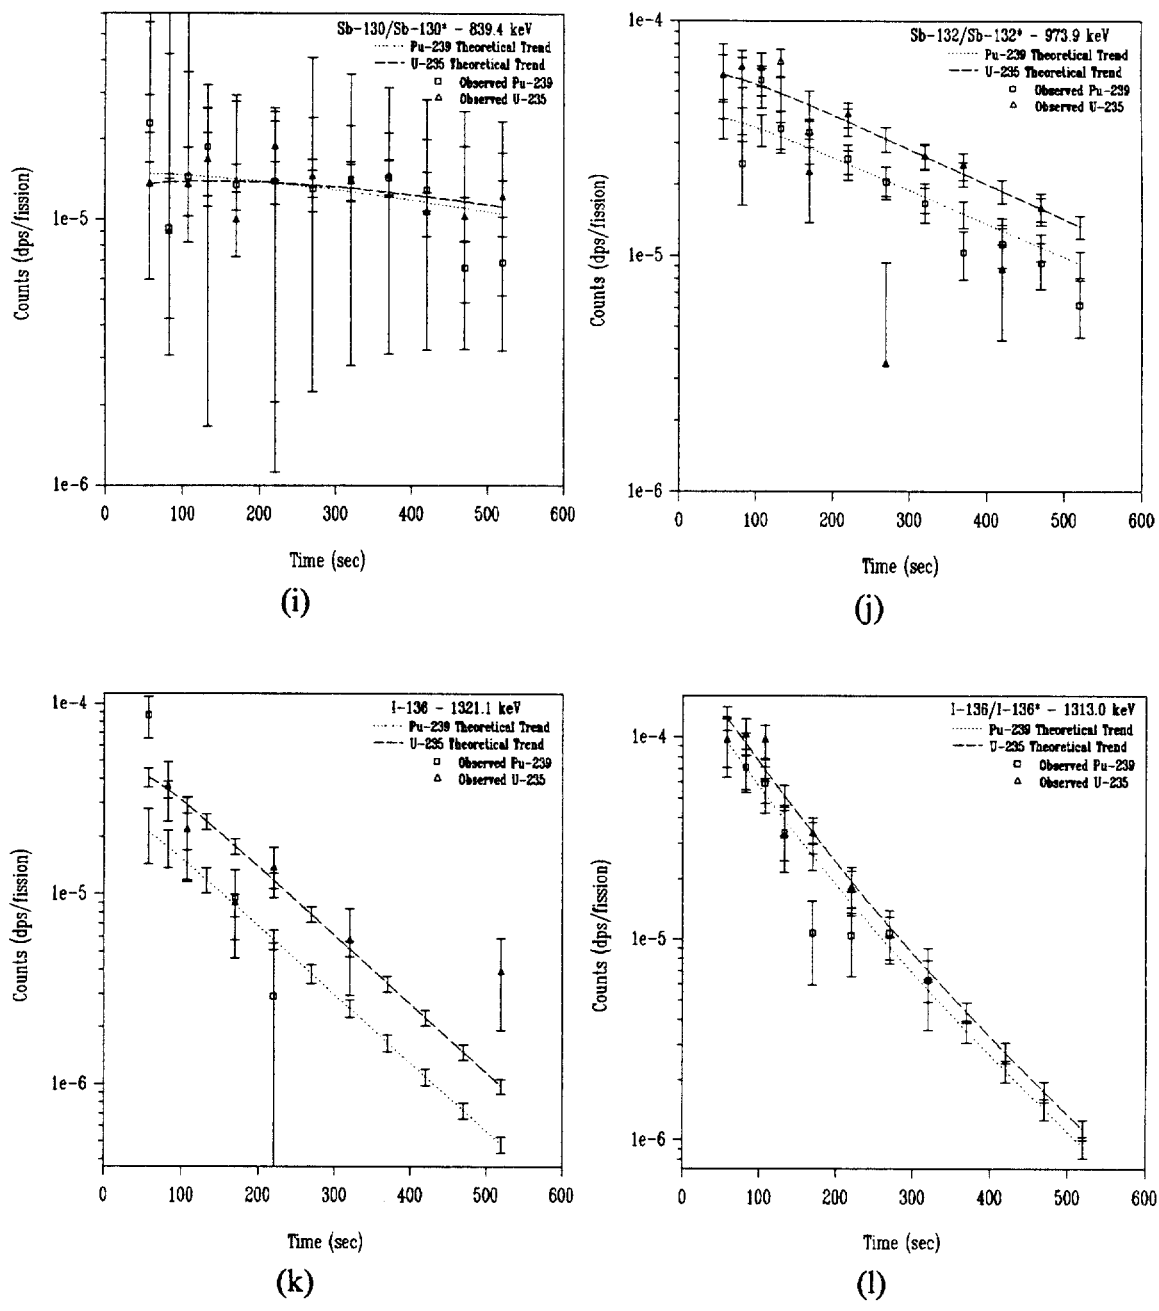 Sb-130/Sb-130* - 839.4 keV
Pu-239 Theoretical Trend
U-235 Theoretical Trend
Observed Pu-239
Observed U-235
Counts (dps/fission)
1e-5
1e-6
0 100 200 300 400 500 600
Time (sec)
(i)
Sb-132/Sb-132* - 973.9 keV
Pu-239 Theoretical Trend
U-235 Theoretical Trend
Observed Pu-239
Observed U-235
Counts (dps/fission)
1e-4
1e-5
1e-6
0 100 200 300 400 500 600
Time (sec)
(j)
I-136 - 1321.1 keV
Pu-239 Theoretical Trend
U-235 Theoretical Trend
Observed Pu-239
Observed U-235
Counts (dps/fission)
1e-4
1e-5
1e-6
0 100 200 300 400 500 600
Time (sec)
(k)
I-136/I-136* - 1313.0 keV
Pu-239 Theoretical Trend
U-235 Theoretical Trend
Observed Pu-239
Observed U-235
Counts (dps/fission)
1e-4
1e-5
1e-6
0 100 200 300 400 500 600
Time (sec)
(l)